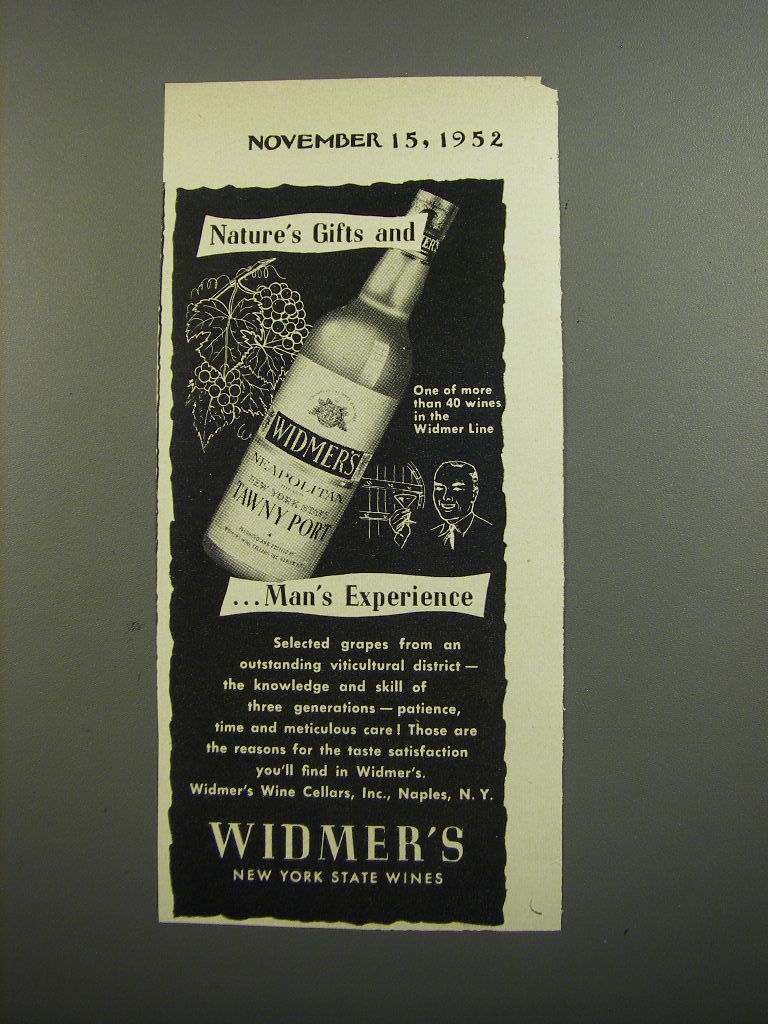 NOVEMBER 15, 1952
Nature's Gifts and
One of more
than 40 wines
in the
Widmer Line
WIDMER'S
NEAPOLITAN
NEW YORK STATE
TAWNY PORT
...Man's Experience
Selected grapes from an
outstanding viticultural district —
the knowledge and skill of
three generations — patience,
time and meticulous care! Those are
the reasons for the taste satisfaction
you'll find in Widmer's.
Widmer's Wine Cellars, Inc., Naples, N. Y.
WIDMER'S
NEW YORK STATE WINES